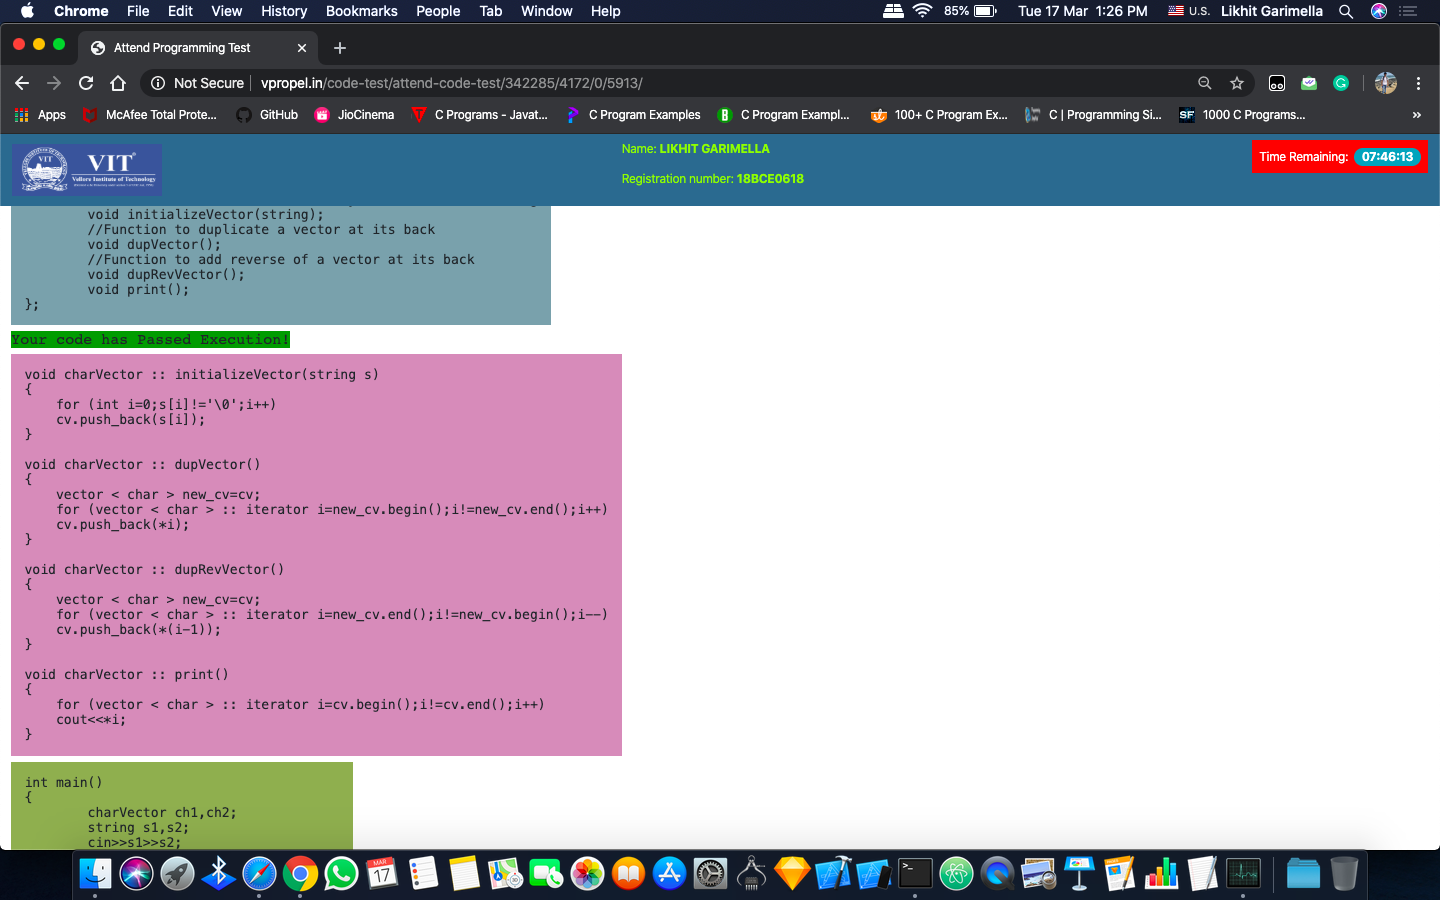 Chrome File Edit View History Bookmarks People Tab Window Help 85% Tue 17 Mar 1:26 PM U.S. Likhit Garimella
Attend Programming Test
Not Secure vpropel.in/code-test/attend-code-test/342285/4172/0/5913/
Apps McAfee Total Prote... GitHub JioCinema C Programs - Javat... C Program Examples C Program Exampl... 100+ C Program Ex... C | Programming Si... SF 1000 C Programs... »
VIT
Vellore Institute of Technology
Name: LIKHIT GARIMELLA
Registration number: 18BCE0618
Time Remaining: 07:46:13
void initializeVector(string);
//Function to duplicate a vector at its back
void dupVector();
//Function to add reverse of a vector at its back
void dupRevVector();
void print();
};
Your code has Passed Execution!
void charVector :: initializeVector(string s)
{
for (int i=0;s[i]!='\0';i++)
cv.push_back(s[i]);
}
void charVector :: dupVector()
{
vector < char > new_cv=cv;
for (vector < char > :: iterator i=new_cv.begin();i!=new_cv.end();i++)
cv.push_back(*i);
}
void charVector :: dupRevVector()
{
vector < char > new_cv=cv;
for (vector < char > :: iterator i=new_cv.end();i!=new_cv.begin();i--)
cv.push_back(*(i-1));
}
void charVector :: print()
{
for (vector < char > :: iterator i=cv.begin();i!=cv.end();i++)
cout<<*i;
}
int main()
{
charVector ch1,ch2;
string s1,s2;
cin>>s1>>s2;
MAR
17